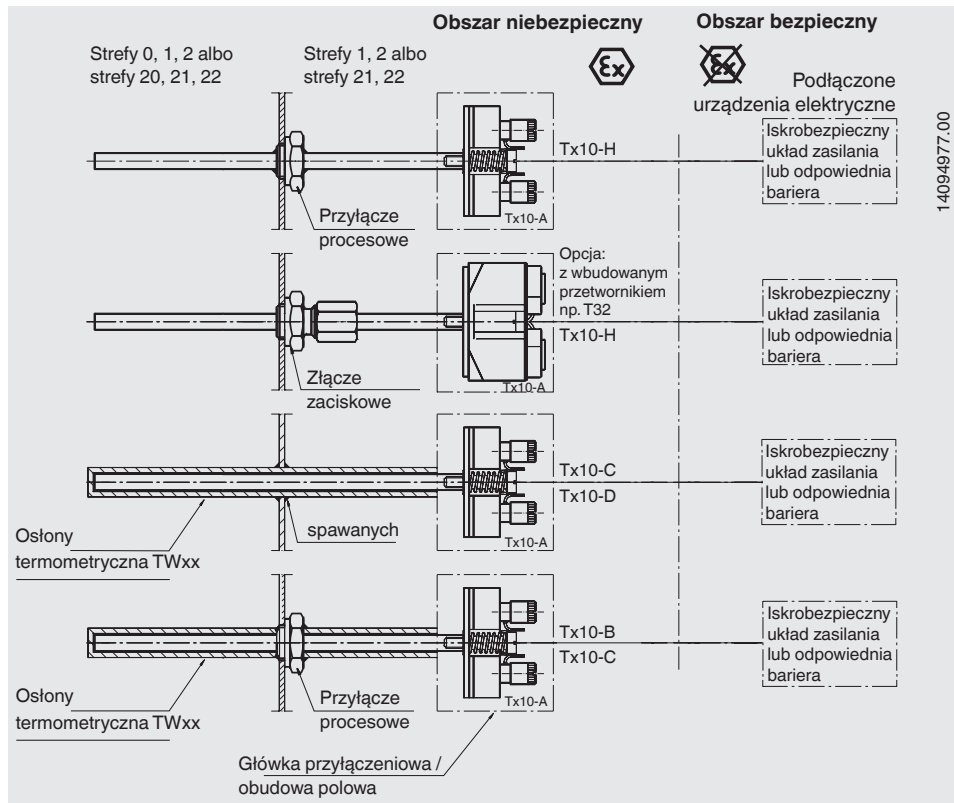 Obszar niebezpieczny
Obszar bezpieczny
Strefy 0, 1, 2 albo
strefy 20, 21, 22
Strefy 1, 2 albo
strefy 21, 22
Ex
Ex
Podłączone
urządzenia elektryczne
14094977.00
Tx10-H
Tx10-A
Przyłącze
procesowe
Iskrobezpieczny
układ zasilania
lub odpowiednia
bariera
Opcja:
z wbudowanym
przetwornikiem
np. T32
Tx10-H
Tx10-A
Złącze
zaciskowe
Iskrobezpieczny
układ zasilania
lub odpowiednia
bariera
Tx10-C
Tx10-D
Tx10-A
spawanych
Osłony
termometryczna TWxx
Iskrobezpieczny
układ zasilania
lub odpowiednia
bariera
Tx10-B
Tx10-C
Tx10-A
Osłony
termometryczna TWxx
Przyłącze
procesowe
Iskrobezpieczny
układ zasilania
lub odpowiednia
bariera
Główka przyłączeniowa /
obudowa polowa